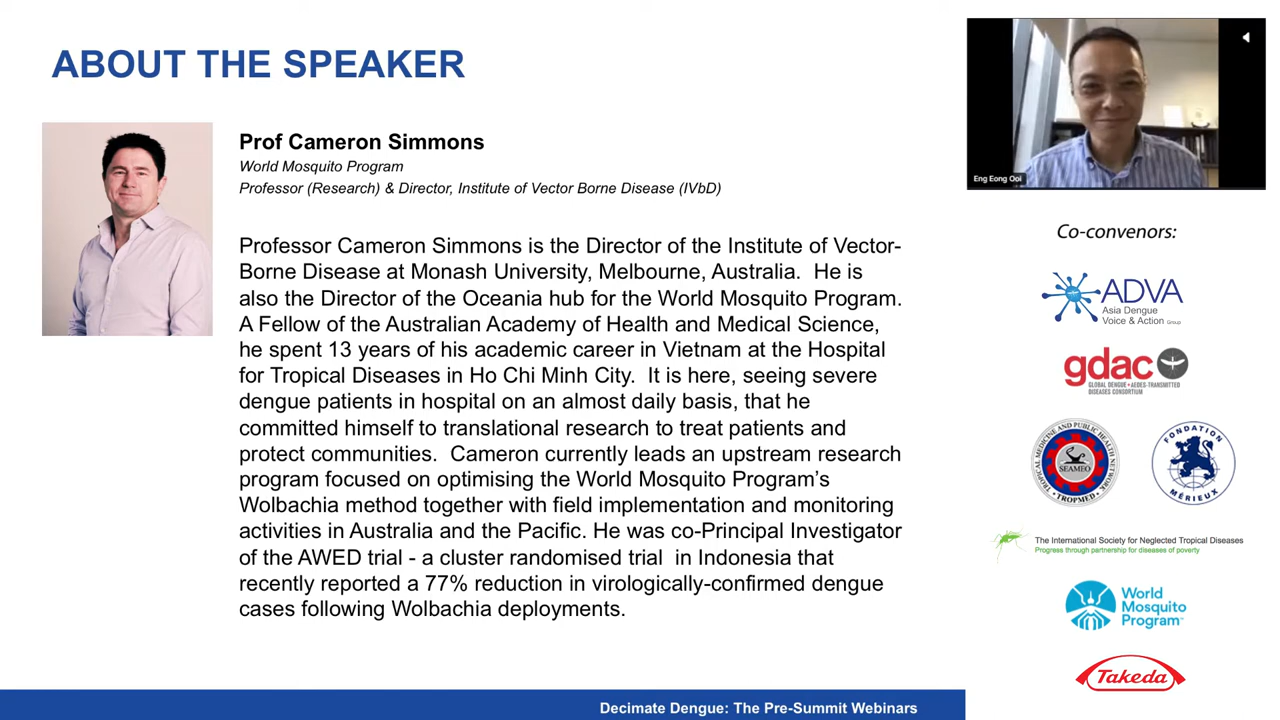 ABOUT THE SPEAKER
Prof Cameron Simmons
World Mosquito Program
Professor (Research) & Director, Institute of Vector Borne Disease (IVbD)
Professor Cameron Simmons is the Director of the Institute of Vector-
Borne Disease at Monash University, Melbourne, Australia. He is
also the Director of the Oceania hub for the World Mosquito Program.
A Fellow of the Australian Academy of Health and Medical Science,
he spent 13 years of his academic career in Vietnam at the Hospital
for Tropical Diseases in Ho Chi Minh City. It is here, seeing severe
dengue patients in hospital on an almost daily basis, that he
committed himself to translational research to treat patients and
protect communities. Cameron currently leads an upstream research
program focused on optimising the World Mosquito Program's
Wolbachia method together with field implementation and monitoring
activities in Australia and the Pacific. He was co-Principal Investigator
of the AWED trial - a cluster randomised trial in Indonesia that
recently reported a 77% reduction in virologically-confirmed dengue
cases following Wolbachia deployments.
Decimate Dengue: The Pre-Summit Webinars
Eng Eong Ooi
Co-convenors:
ADVA
Asia Dengue
Voice & Action Group
gdac
GLOBAL DENGUE & AEDES-TRANSMITTED
DISEASES CONSORTIUM
TROPICAL MEDICINE AND PUBLIC HEALTH NETWORK
SEAMEO
TROPMED
FONDATION
MÉRIEUX
The International Society for Neglected Tropical Diseases
Progress through partnership for diseases of poverty
World
Mosquito
Program™
Takeda